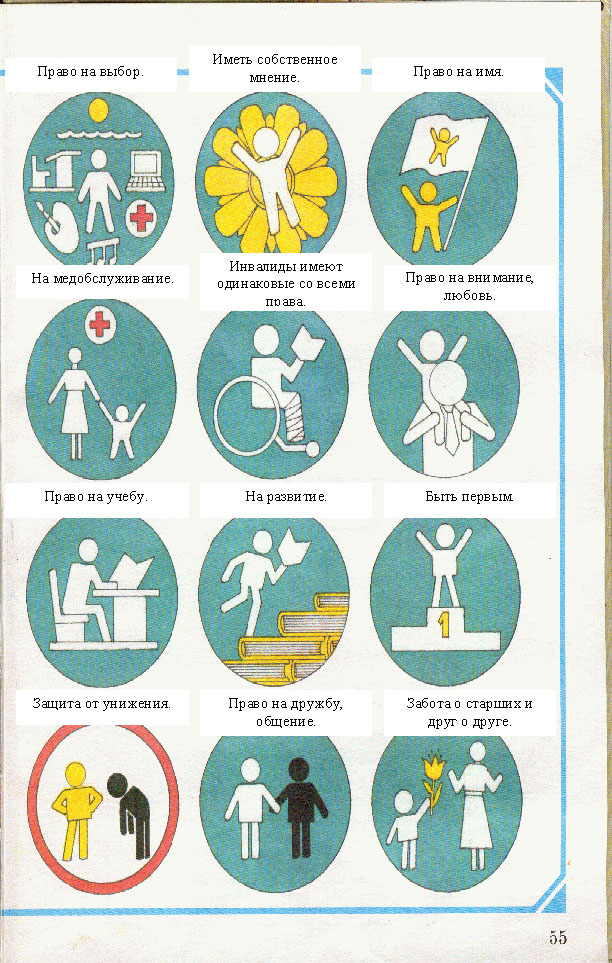 Право на выбор.
Иметь собственное
мнение.
Право на имя.
На медобслуживание.
Инвалиды имеют
одинаковые со всеми
права.
Право на внимание,
любовь.
Право на учебу.
На развитие.
Быть первым.
1
Защита от унижения.
Право на дружбу,
общение.
Забота о старших и
друг о друге.
55